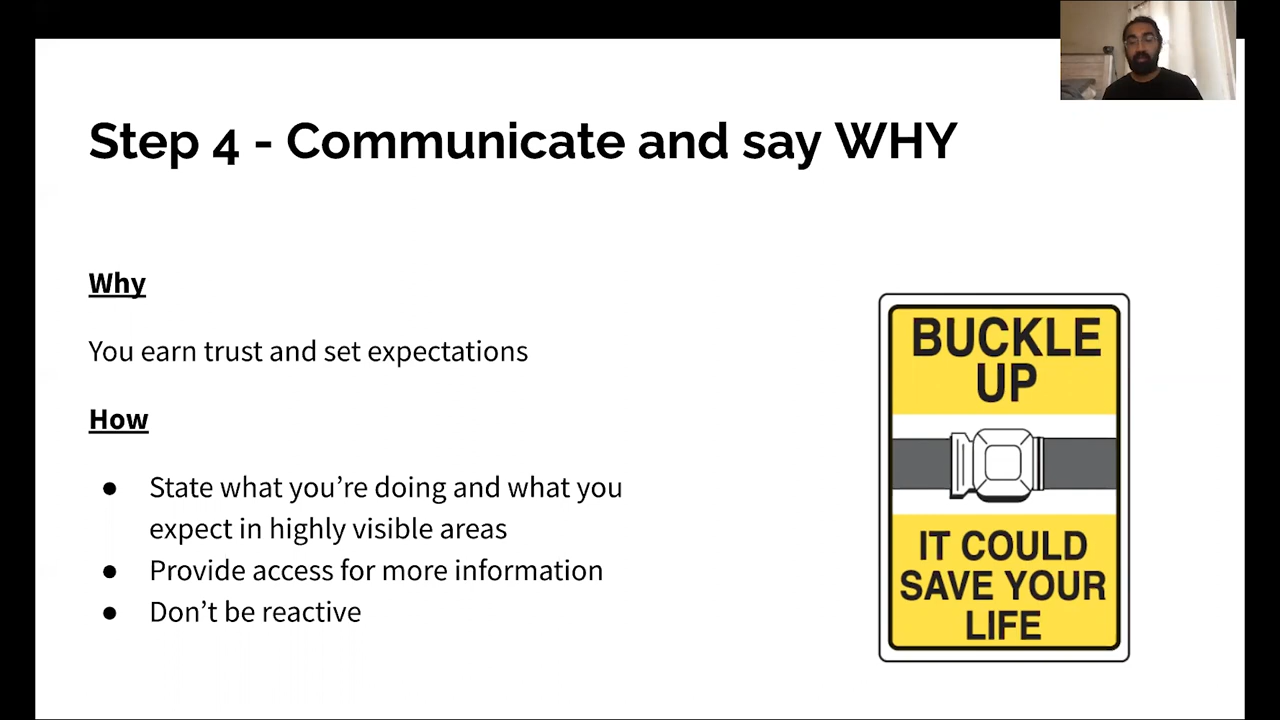 Step 4 - Communicate and say WHY
Why
You earn trust and set expectations
How
● State what you’re doing and what you
expect in highly visible areas
● Provide access for more information
● Don’t be reactive
BUCKLE
UP
IT COULD
SAVE YOUR
LIFE